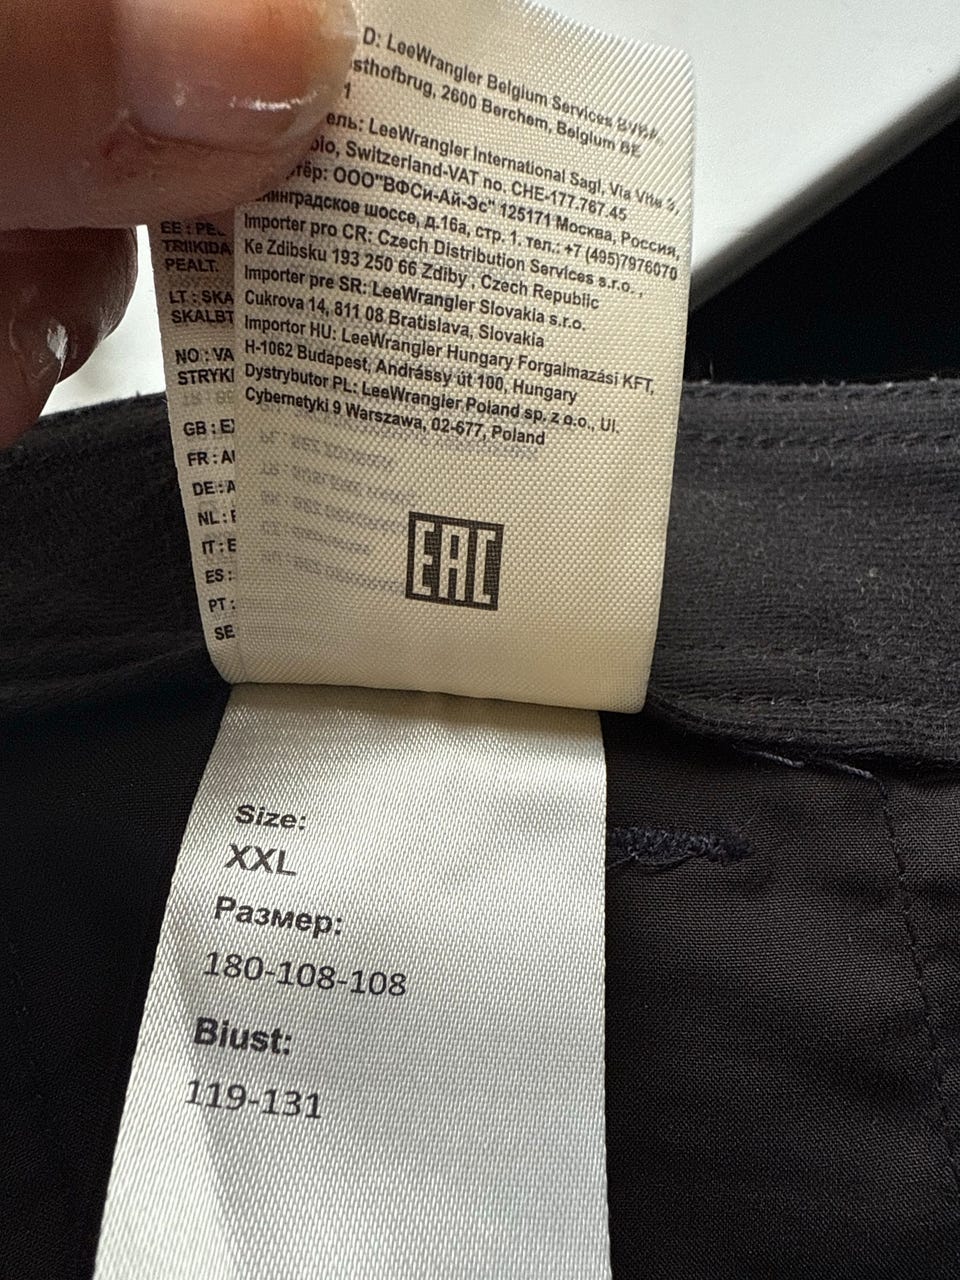 D: LeeWrangler Belgium Services BVBA,
sthofbrug, 2600 Berchem, Belgium BE
1
ель: LeeWrangler International Sagl, Via Vite 3,
bio, Switzerland-VAT no. CHE-177.767.45
тёр: ООО"ВФСи-Ай-Эс" 125171 Москва, Россия,
инградское шоссе, д.16а, стр. 1. тел.: +7 (495)7976070
Importer pro CR: Czech Distribution Services s.r.o. ,
Ke Zdibsku 193 250 66 Zdiby , Czech Republic
Importer pre SR: LeeWrangler Slovakia s.r.o.
Cukrova 14, 811 08 Bratislava, Slovakia
Importor HU: LeeWrangler Hungary Forgalmazási KFT,
H-1062 Budapest, Andrássy út 100, Hungary
Dystrybutor PL: LeeWrangler Poland sp. z o.o., Ul.
Cybernetyki 9 Warszawa, 02-677, Poland
EAC
EE : PE
TRIIKIDA
PEALT.
LT : SKA
SKALBT
NO : VA
STRYKI
GB : E
FR : A
DE : A
NL :
IT : E
ES :
PT :
SE
Size:
XXL
Размер:
180-108-108
Biust:
119-131